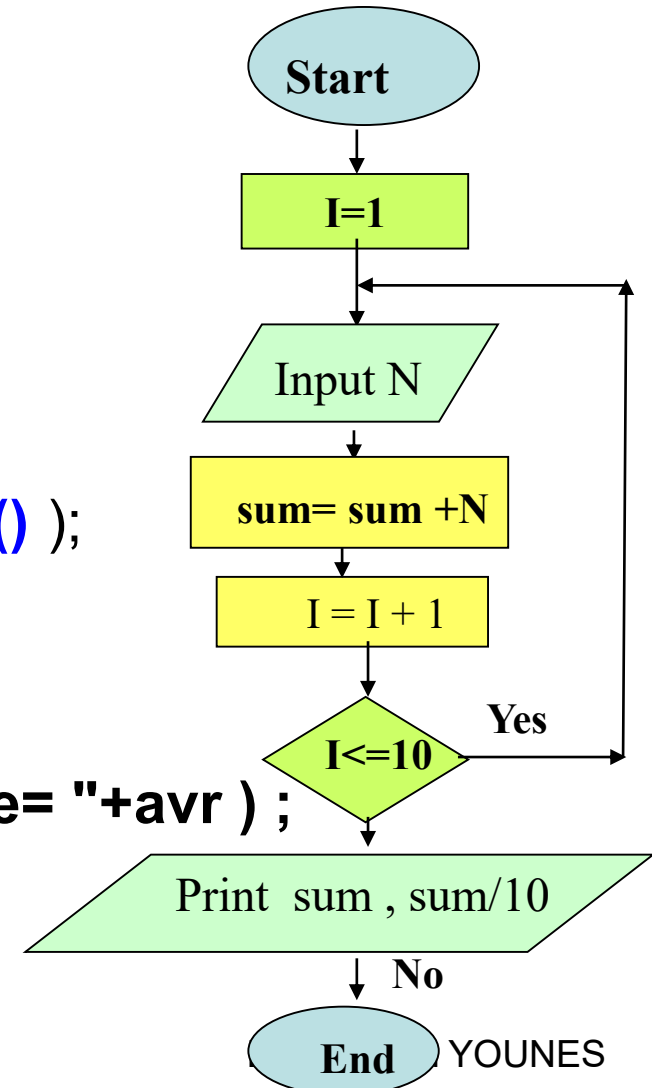 Start
I=1
Input N
sum= sum +N
() );
I = I + 1
Yes
I<=10
e= "+avr ) ;
Print sum , sum/10
No
End YOUNES